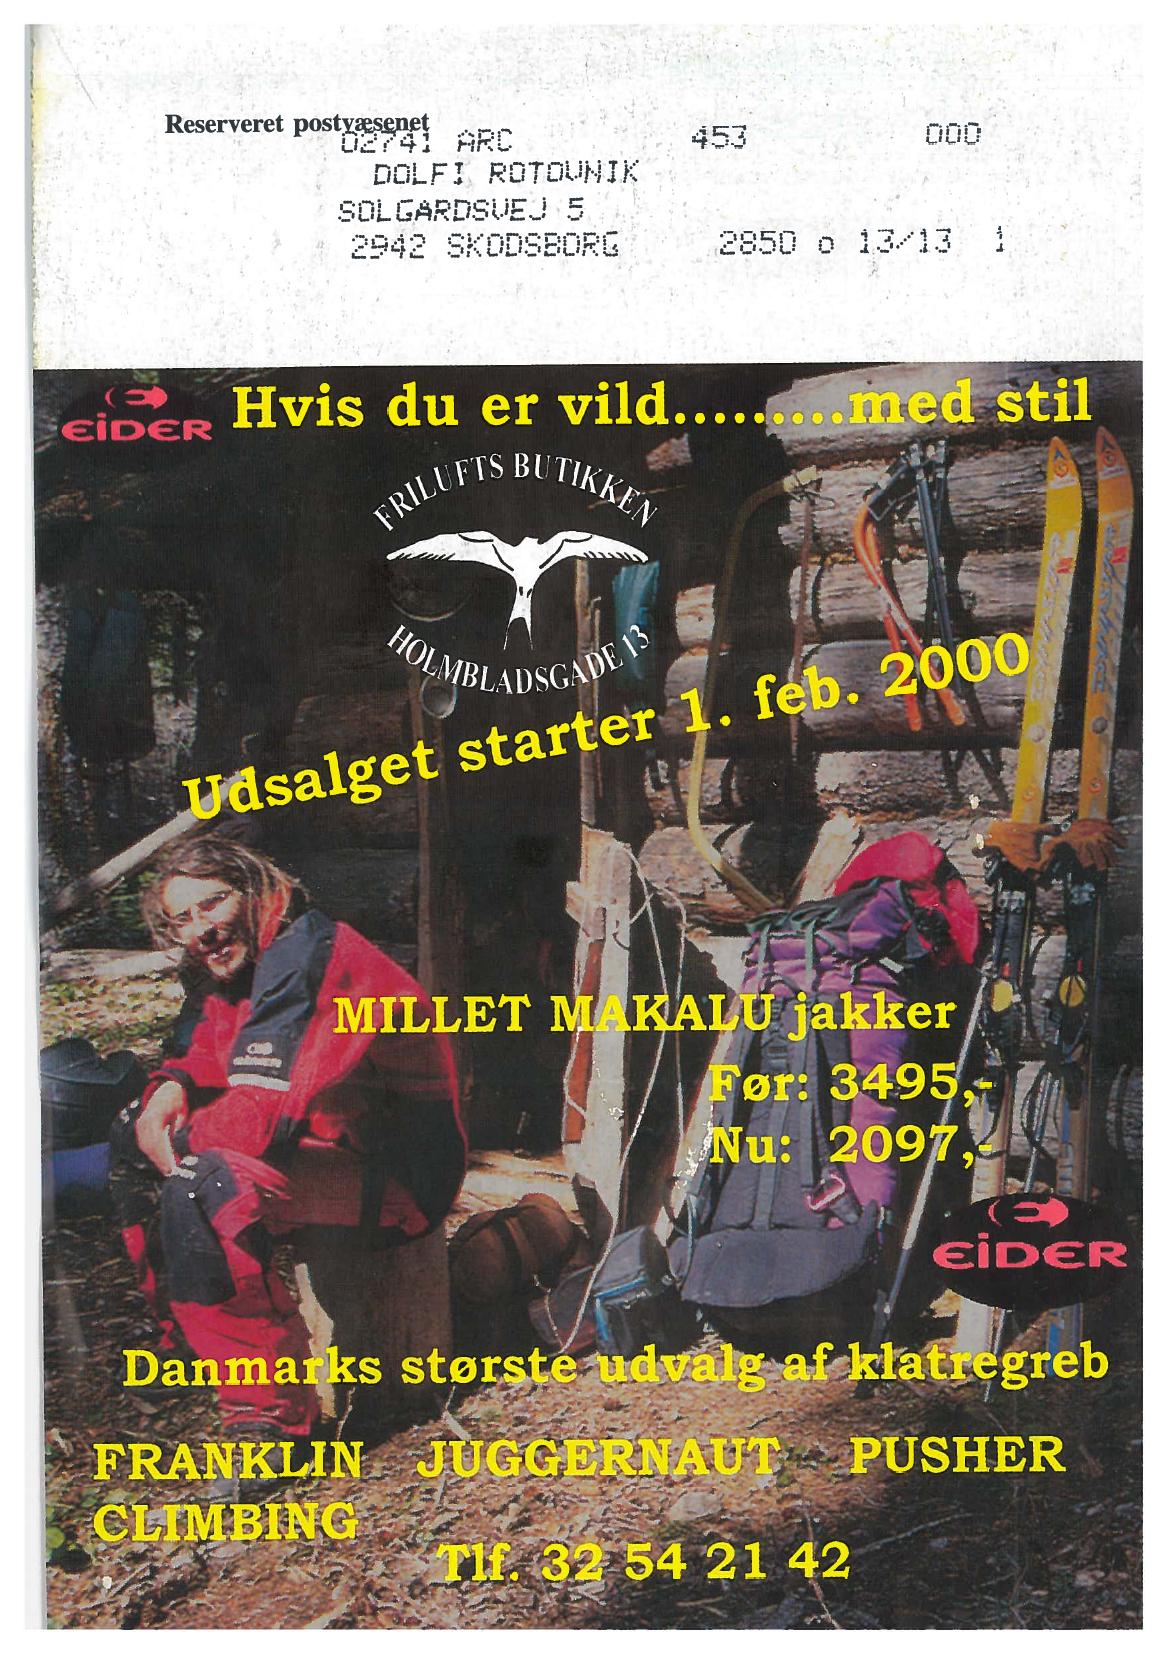 Reserveret postvæsenet
02741 ARC 453 000
DOLFI ROTOVNIK
SOLGARDSVEJ 5
2942 SKODSBORG 2850 o 13/13 1
EiDER
Hvis du er vild.........med stil
FRILUFTS BUTIKKEN
HOLMBLADSGADE 13
Udsalget starter 1. feb. 2000
MILLET MAKALU jakker
Før: 3495,-
Nu: 2097,-
EiDER
Danmarks største udvalg af klatregreb
FRANKLIN JUGGERNAUT PUSHER
CLIMBING
Tlf. 32 54 21 42